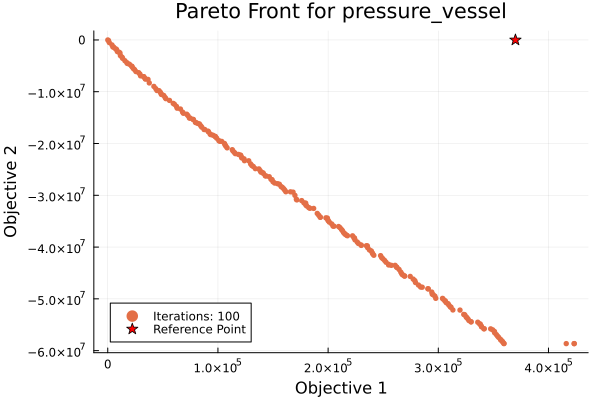 Pareto Front for pressure_vessel
Objective 2
0
−1.0×10⁷
−2.0×10⁷
−3.0×10⁷
−4.0×10⁷
−5.0×10⁷
−6.0×10⁷
Iterations: 100
Reference Point
0 1.0×10⁵ 2.0×10⁵ 3.0×10⁵ 4.0×10⁵
Objective 1